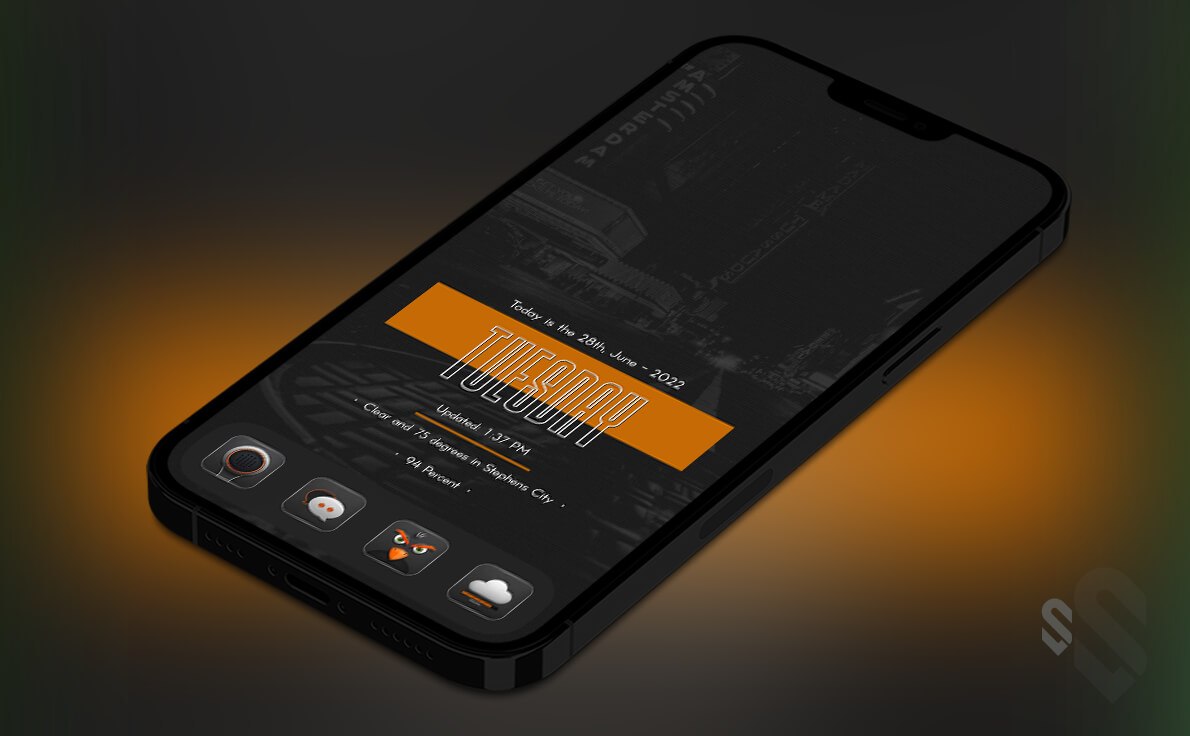 AMSTERDAM
Today is the 28th, June - 2022
TUESDAY
Updated: 1:37 PM
Clear and 75 degrees in Stephens City
94 Percent